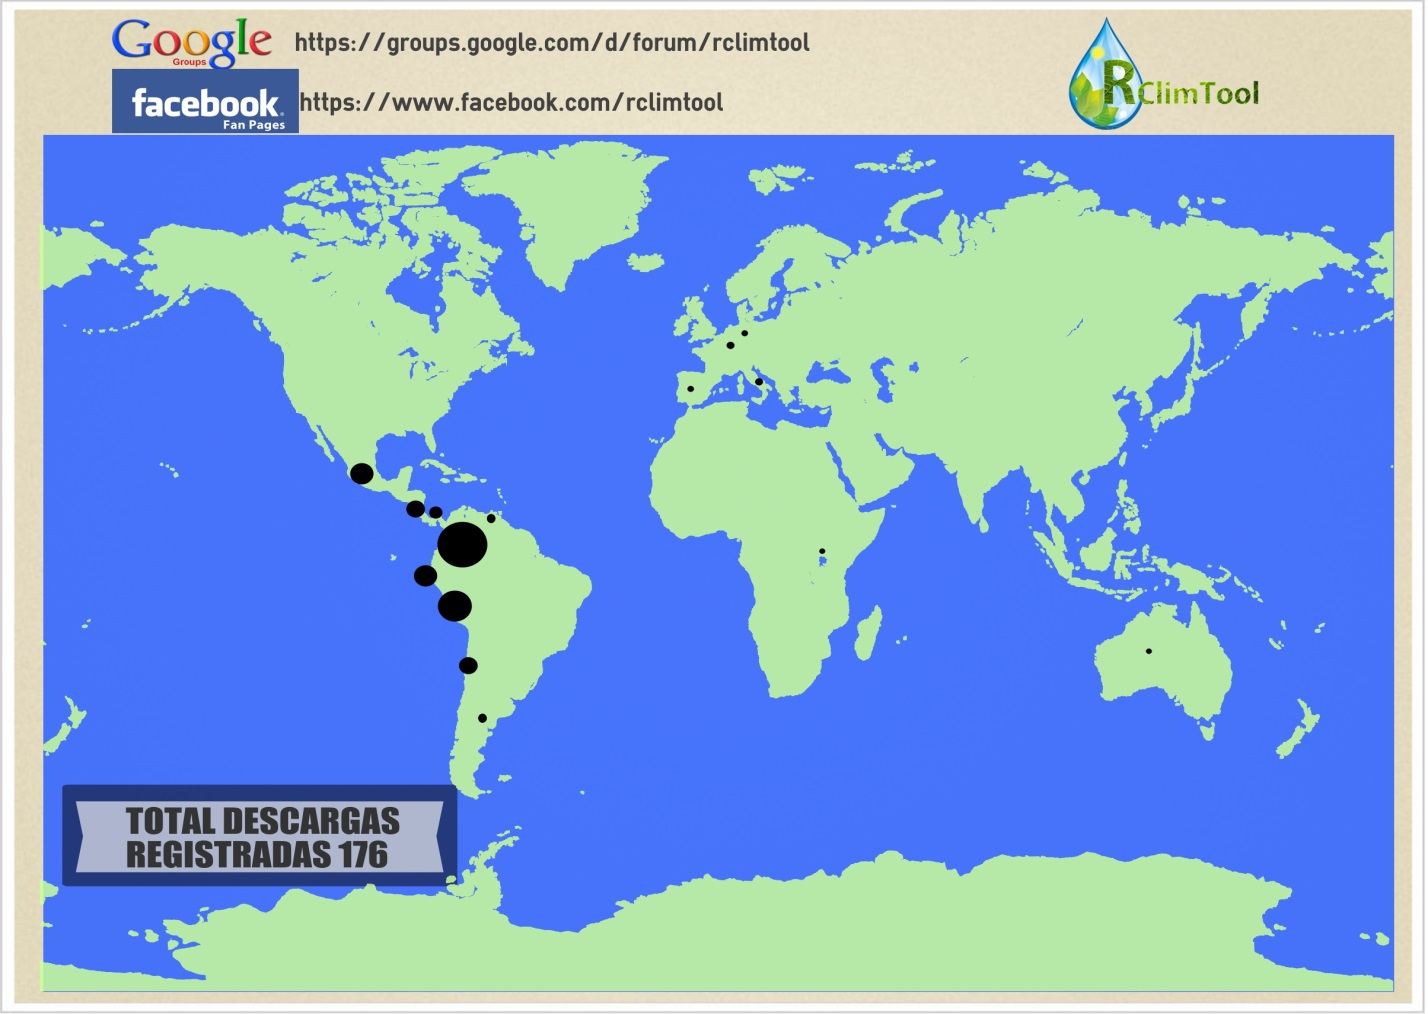 Google
Groups
https://groups.google.com/d/forum/rclimtool
facebook.
Fan Pages
https://www.facebook.com/rclimtool
RClimTool
TOTAL DESCARGAS
REGISTRADAS 176